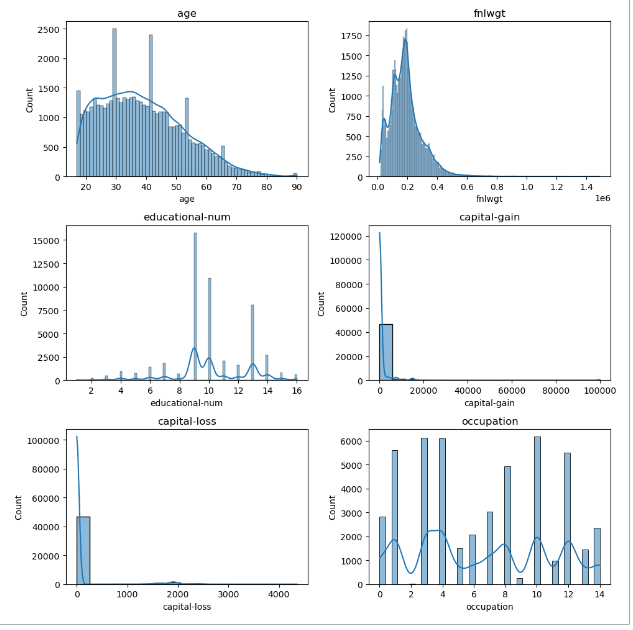 age
2500
2000
1500
1000
500
0
Count
20 30 40 50 60 70 80 90
age
fnlwgt
1750
1500
1250
1000
750
500
250
0
Count
0.0 0.2 0.4 0.6 0.8 1.0 1.2 1.4
1e6
fnlwgt
educational-num
15000
12500
10000
7500
5000
2500
0
Count
2 4 6 8 10 12 14 16
educational-num
capital-gain
120000
100000
80000
60000
40000
20000
0
Count
0 20000 40000 60000 80000 100000
capital-gain
capital-loss
100000
80000
60000
40000
20000
0
Count
0 1000 2000 3000 4000
capital-loss
occupation
6000
5000
4000
3000
2000
1000
0
Count
0 2 4 6 8 10 12 14
occupation